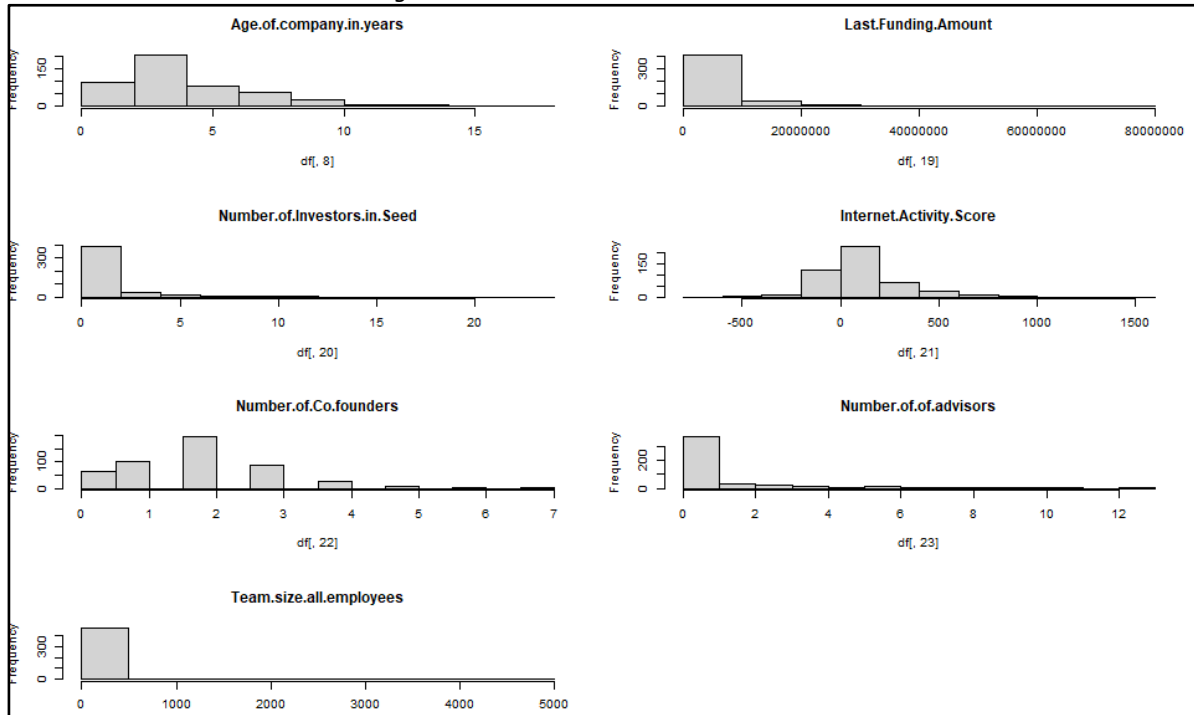 Age.of.company.in.years
Frequency
0 150
0 5 10 15
df[, 8]
Last.Funding.Amount
Frequency
0 300
0 20000000 40000000 60000000 80000000
df[, 19]
Number.of.Investors.in.Seed
Frequency
0 300
0 5 10 15 20
df[, 20]
Internet.Activity.Score
Frequency
0 150
-500 0 500 1000 1500
df[, 21]
Number.of.Co.founders
Frequency
0 100
0 1 2 3 4 5 6 7
df[, 22]
Number.of.of.advisors
Frequency
0 200
0 2 4 6 8 10 12
df[, 23]
Team.size.all.employees
Frequency
0 300
0 1000 2000 3000 4000 5000